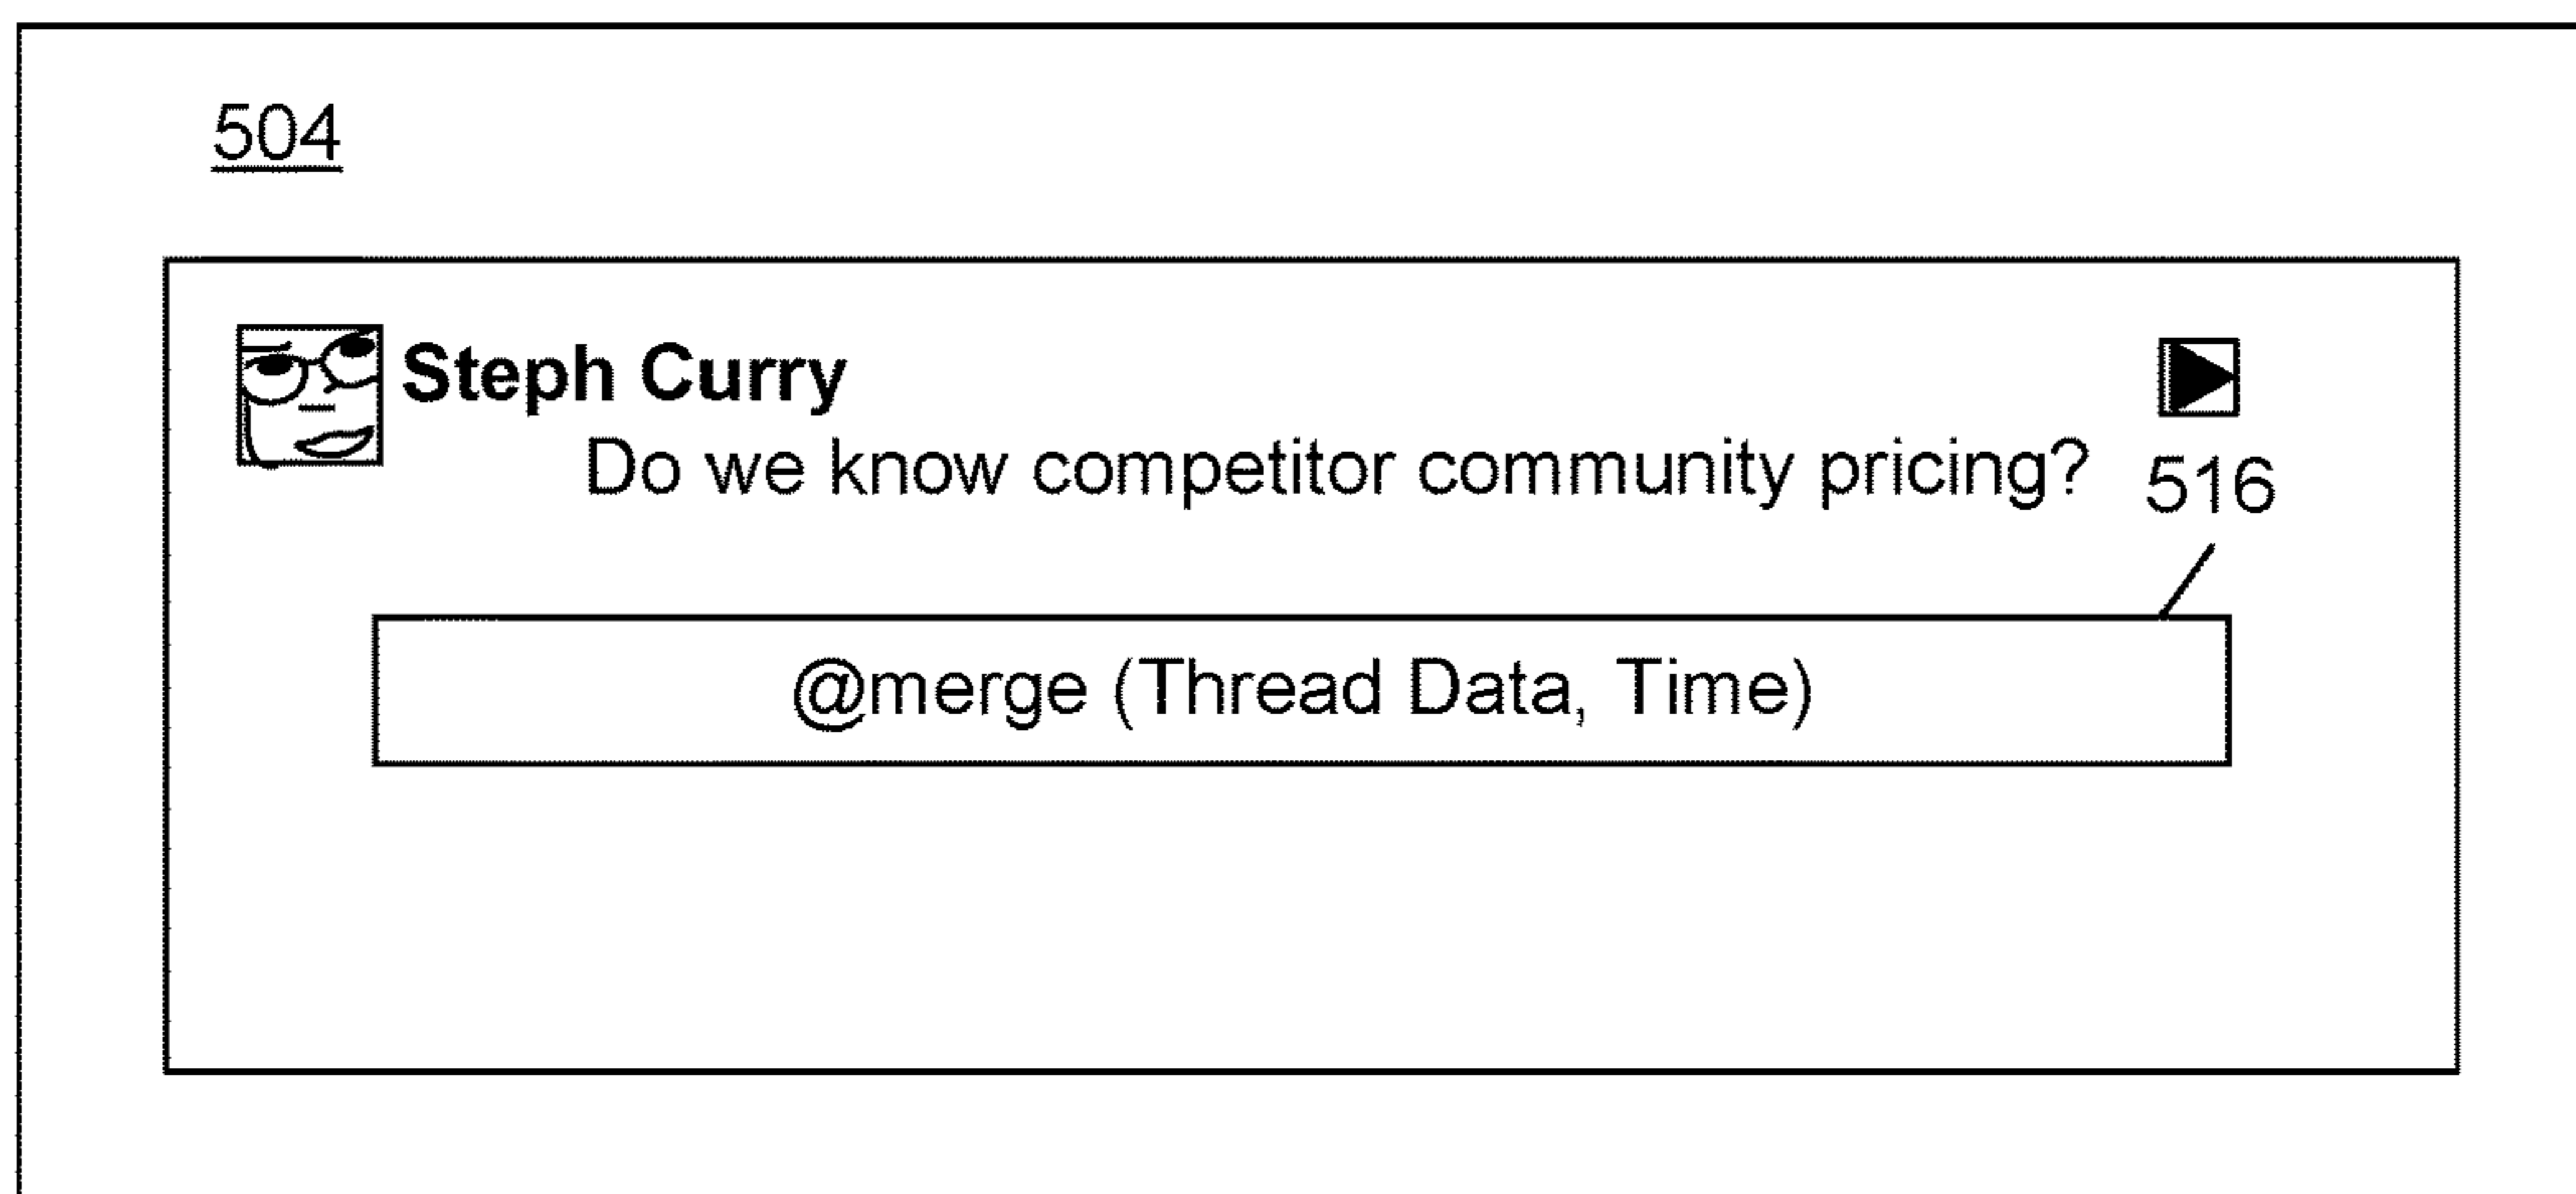 504
Steph Curry
Do we know competitor community pricing?
516
@merge (Thread Data, Time)